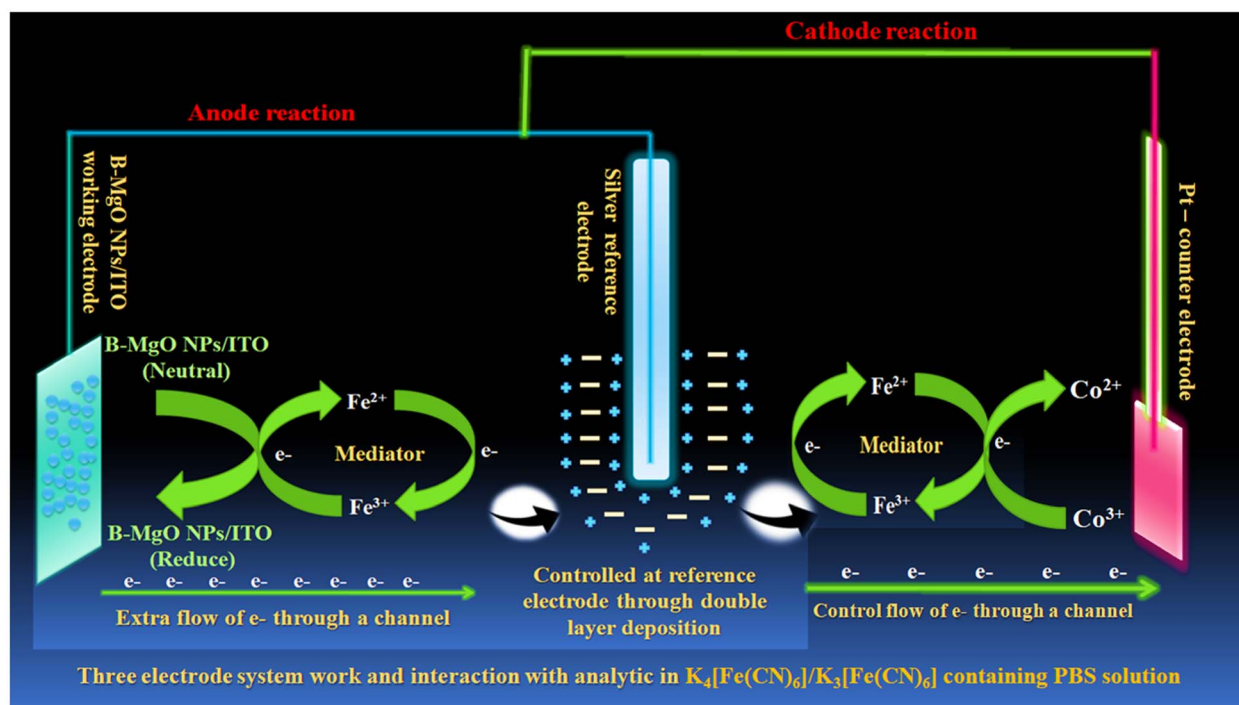 Cathode reaction
Anode reaction
B-MgO NPs/ITO
working electrode
Silver reference
electrode
Pt – counter electrode
B-MgO NPs/ITO
(Neutral)
Fe²⁺
e-
Mediator
e-
Fe³⁺
B-MgO NPs/ITO
(Reduce)
e- e- e- e- e- e- e- e-
Extra flow of e- through a channel
Controlled at reference
electrode through double
layer deposition
Fe²⁺
Co²⁺
e-
Mediator
e-
Fe³⁺
Co³⁺
e- e- e- e- e-
Control flow of e- through a channel
Three electrode system work and interaction with analytic in K₄[Fe(CN)₆]/K₃[Fe(CN)₆] containing PBS solution